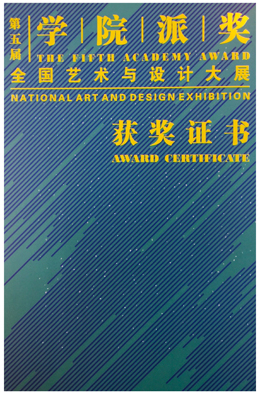 第五届 学院派奖
THE FIFTH ACADEMY AWARD
全国艺术与设计大展
NATIONAL ART AND DESIGN EXHIBITION
获奖证书
AWARD CERTIFICATE